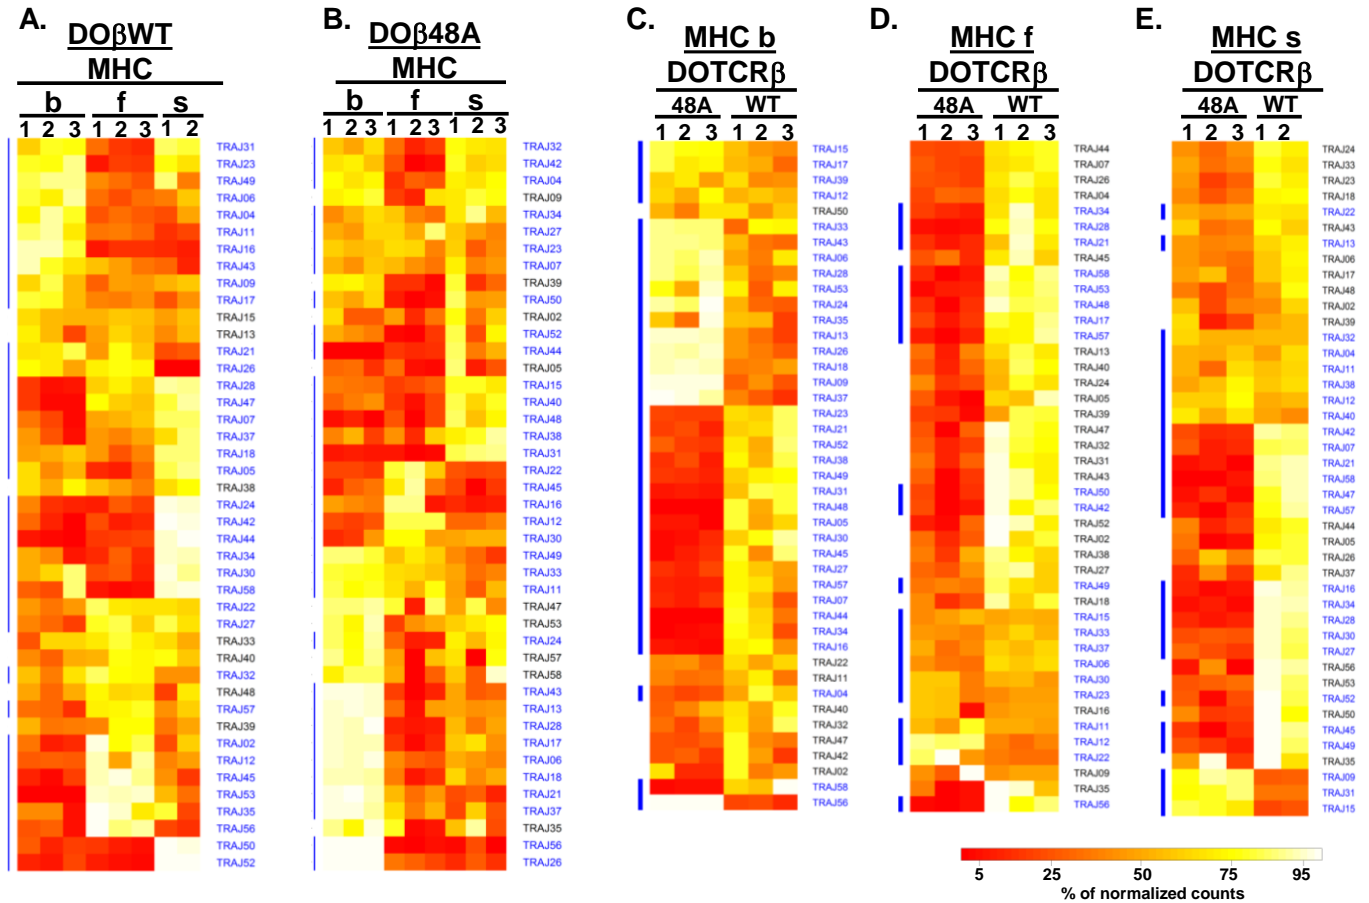 A.
DOβWT
MHC
b f s
1 2 3 1 2 3 1 2
TRAJ31
TRAJ23
TRAJ49
TRAJ06
TRAJ04
TRAJ11
TRAJ16
TRAJ43
TRAJ09
TRAJ17
TRAJ15
TRAJ13
TRAJ21
TRAJ26
TRAJ28
TRAJ47
TRAJ07
TRAJ37
TRAJ18
TRAJ05
TRAJ38
TRAJ24
TRAJ42
TRAJ44
TRAJ34
TRAJ30
TRAJ58
TRAJ22
TRAJ27
TRAJ33
TRAJ40
TRAJ32
TRAJ48
TRAJ57
TRAJ39
TRAJ02
TRAJ12
TRAJ45
TRAJ53
TRAJ35
TRAJ56
TRAJ50
TRAJ52
B.
DOβ48A
MHC
b f s
1 2 3 1 2 3 1 2 3
TRAJ32
TRAJ42
TRAJ04
TRAJ09
TRAJ34
TRAJ27
TRAJ23
TRAJ07
TRAJ39
TRAJ50
TRAJ02
TRAJ52
TRAJ44
TRAJ05
TRAJ15
TRAJ40
TRAJ48
TRAJ38
TRAJ31
TRAJ22
TRAJ45
TRAJ16
TRAJ12
TRAJ30
TRAJ49
TRAJ33
TRAJ11
TRAJ47
TRAJ53
TRAJ24
TRAJ57
TRAJ58
TRAJ43
TRAJ13
TRAJ28
TRAJ17
TRAJ06
TRAJ18
TRAJ21
TRAJ37
TRAJ35
TRAJ56
TRAJ26
C.
MHC b
DOTCRβ
48A WT
1 2 3 1 2 3
TRAJ15
TRAJ17
TRAJ39
TRAJ12
TRAJ50
TRAJ33
TRAJ43
TRAJ06
TRAJ28
TRAJ53
TRAJ24
TRAJ35
TRAJ13
TRAJ26
TRAJ18
TRAJ09
TRAJ37
TRAJ23
TRAJ21
TRAJ52
TRAJ38
TRAJ49
TRAJ31
TRAJ48
TRAJ05
TRAJ30
TRAJ45
TRAJ27
TRAJ57
TRAJ07
TRAJ44
TRAJ34
TRAJ16
TRAJ22
TRAJ11
TRAJ04
TRAJ40
TRAJ32
TRAJ47
TRAJ42
TRAJ02
TRAJ58
TRAJ56
D.
MHC f
DOTCRβ
48A WT
1 2 3 1 2 3
TRAJ44
TRAJ07
TRAJ26
TRAJ04
TRAJ34
TRAJ28
TRAJ21
TRAJ45
TRAJ58
TRAJ53
TRAJ48
TRAJ17
TRAJ57
TRAJ13
TRAJ40
TRAJ24
TRAJ05
TRAJ39
TRAJ47
TRAJ32
TRAJ31
TRAJ43
TRAJ50
TRAJ42
TRAJ52
TRAJ02
TRAJ38
TRAJ27
TRAJ49
TRAJ18
TRAJ15
TRAJ33
TRAJ37
TRAJ06
TRAJ30
TRAJ23
TRAJ16
TRAJ11
TRAJ12
TRAJ22
TRAJ09
TRAJ35
TRAJ56
E.
MHC s
DOTCRβ
48A WT
1 2 3 1 2
TRAJ24
TRAJ33
TRAJ23
TRAJ18
TRAJ22
TRAJ43
TRAJ13
TRAJ06
TRAJ17
TRAJ48
TRAJ02
TRAJ39
TRAJ32
TRAJ04
TRAJ11
TRAJ38
TRAJ12
TRAJ40
TRAJ42
TRAJ07
TRAJ21
TRAJ58
TRAJ47
TRAJ57
TRAJ44
TRAJ05
TRAJ26
TRAJ37
TRAJ16
TRAJ34
TRAJ28
TRAJ30
TRAJ27
TRAJ56
TRAJ53
TRAJ52
TRAJ50
TRAJ45
TRAJ49
TRAJ35
TRAJ09
TRAJ31
TRAJ15
5 25 50 75 95
% of normalized counts